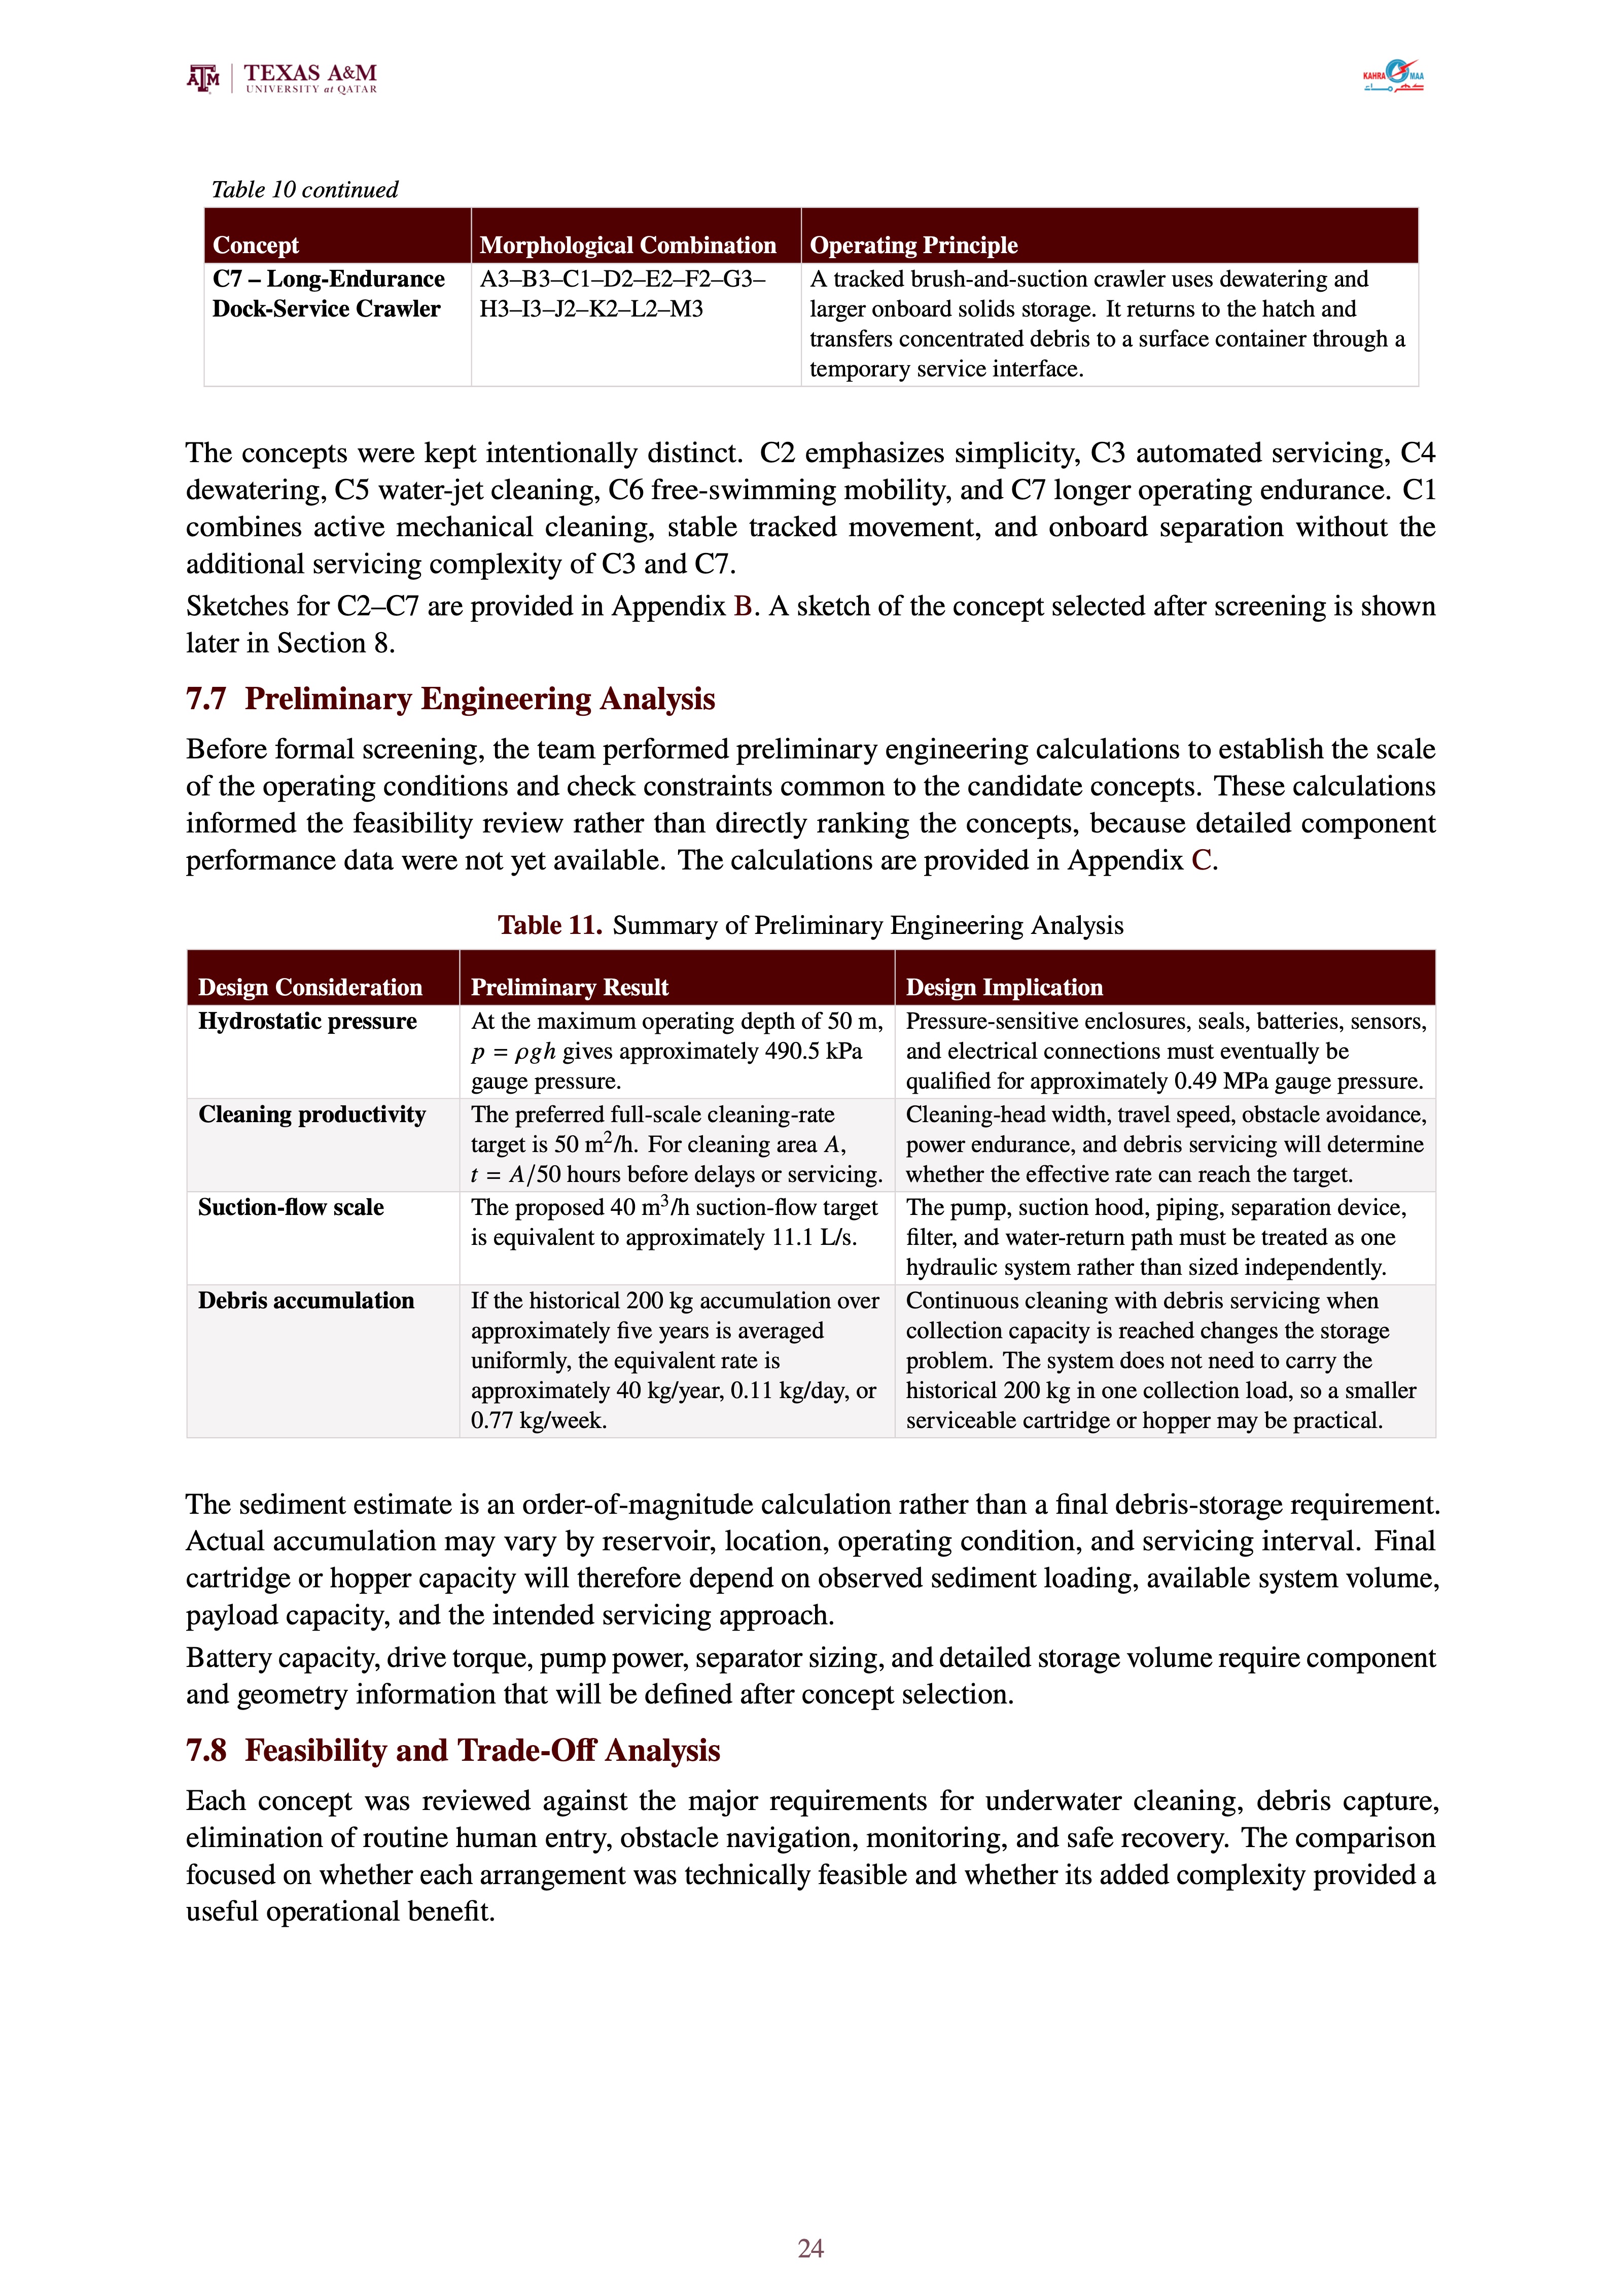 TEXAS A&M
UNIVERSITY at QATAR
KAHRA MAA
كهرماء
Table 10 continued
Concept Morphological Combination Operating Principle
C7 – Long-Endurance Dock-Service Crawler
A3–B3–C1–D2–E2–F2–G3–
H3–I3–J2–K2–L2–M3
A tracked brush-and-suction crawler uses dewatering and
larger onboard solids storage. It returns to the hatch and
transfers concentrated debris to a surface container through a
temporary service interface.
The concepts were kept intentionally distinct. C2 emphasizes simplicity, C3 automated servicing, C4
dewatering, C5 water-jet cleaning, C6 free-swimming mobility, and C7 longer operating endurance. C1
combines active mechanical cleaning, stable tracked movement, and onboard separation without the
additional servicing complexity of C3 and C7.
Sketches for C2–C7 are provided in Appendix B. A sketch of the concept selected after screening is shown
later in Section 8.
7.7 Preliminary Engineering Analysis
Before formal screening, the team performed preliminary engineering calculations to establish the scale
of the operating conditions and check constraints common to the candidate concepts. These calculations
informed the feasibility review rather than directly ranking the concepts, because detailed component
performance data were not yet available. The calculations are provided in Appendix C.
Table 11. Summary of Preliminary Engineering Analysis
Design Consideration Preliminary Result Design Implication
Hydrostatic pressure
At the maximum operating depth of 50 m,
p = ρgh gives approximately 490.5 kPa
gauge pressure.
Pressure-sensitive enclosures, seals, batteries, sensors,
and electrical connections must eventually be
qualified for approximately 0.49 MPa gauge pressure.
Cleaning productivity
The preferred full-scale cleaning-rate
target is 50 m²/h. For cleaning area A,
t = A/50 hours before delays or servicing.
Cleaning-head width, travel speed, obstacle avoidance,
power endurance, and debris servicing will determine
whether the effective rate can reach the target.
Suction-flow scale
The proposed 40 m³/h suction-flow target
is equivalent to approximately 11.1 L/s.
The pump, suction hood, piping, separation device,
filter, and water-return path must be treated as one
hydraulic system rather than sized independently.
Debris accumulation
If the historical 200 kg accumulation over
approximately five years is averaged
uniformly, the equivalent rate is
approximately 40 kg/year, 0.11 kg/day, or
0.77 kg/week.
Continuous cleaning with debris servicing when
collection capacity is reached changes the storage
problem. The system does not need to carry the
historical 200 kg in one collection load, so a smaller
serviceable cartridge or hopper may be practical.
The sediment estimate is an order-of-magnitude calculation rather than a final debris-storage requirement.
Actual accumulation may vary by reservoir, location, operating condition, and servicing interval. Final
cartridge or hopper capacity will therefore depend on observed sediment loading, available system volume,
payload capacity, and the intended servicing approach.
Battery capacity, drive torque, pump power, separator sizing, and detailed storage volume require component
and geometry information that will be defined after concept selection.
7.8 Feasibility and Trade-Off Analysis
Each concept was reviewed against the major requirements for underwater cleaning, debris capture,
elimination of routine human entry, obstacle navigation, monitoring, and safe recovery. The comparison
focused on whether each arrangement was technically feasible and whether its added complexity provided a
useful operational benefit.
24